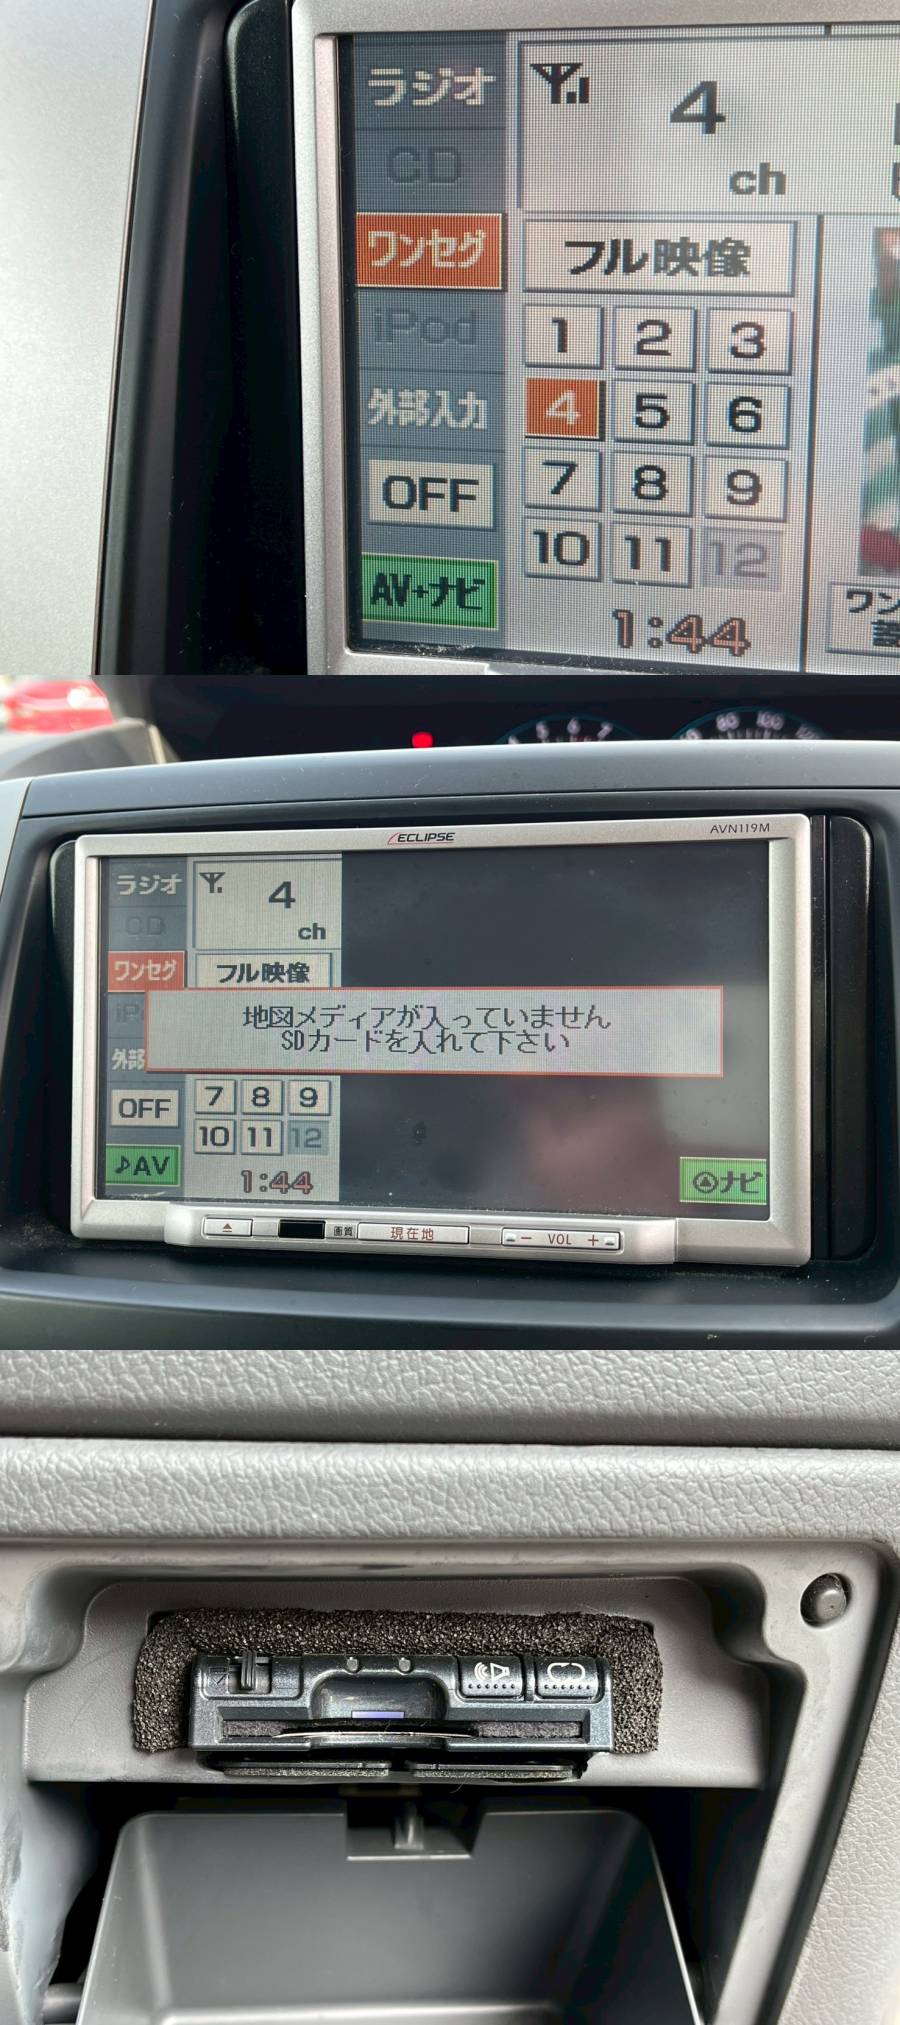 ラジオ
CD
ワンセグ
iPod
外部入力
OFF
AV+ナビ
4
ch
フル映像
1 2 3
4 5 6
7 8 9
10 11 12
1:44
5 6 7
80 100
ECLIPSE
AVN119M
ラジオ
CD
ワンセグ
OFF
♪AV
4
ch
フル映像
地図メディアが入っていません
SDカードを入れて下さい
7 8 9
10 11 12
1:44
ナビ
画質
現在地
− VOL +